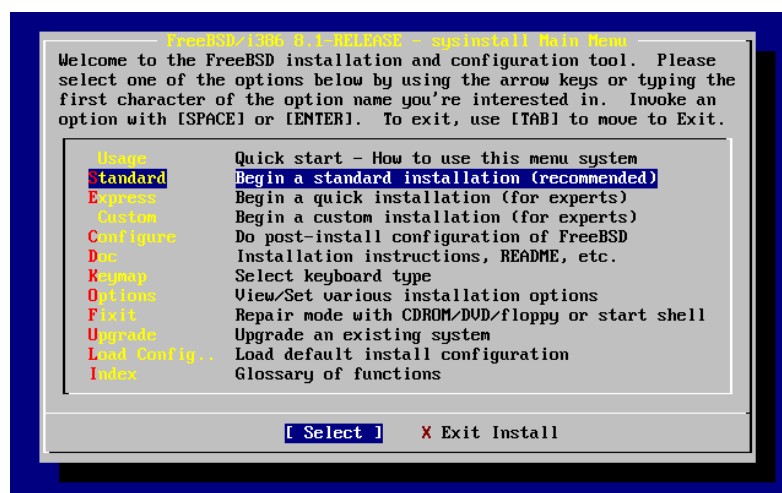 FreeBSD/i386 8.1-RELEASE - sysinstall Main Menu
Welcome to the FreeBSD installation and configuration tool.  Please
select one of the options below by using the arrow keys or typing the
first character of the option name you're interested in.  Invoke an
option with [SPACE] or [ENTER].  To exit, use [TAB] to move to Exit.
Usage Quick start - How to use this menu system
Standard Begin a standard installation (recommended)
Express Begin a quick installation (for experts)
Custom Begin a custom installation (for experts)
Configure Do post-install configuration of FreeBSD
Doc Installation instructions, README, etc.
Keymap Select keyboard type
Options View/Set various installation options
Fixit Repair mode with CDROM/DVD/floppy or start shell
Upgrade Upgrade an existing system
Load Config.. Load default install configuration
Index Glossary of functions
[ Select ] X Exit Install